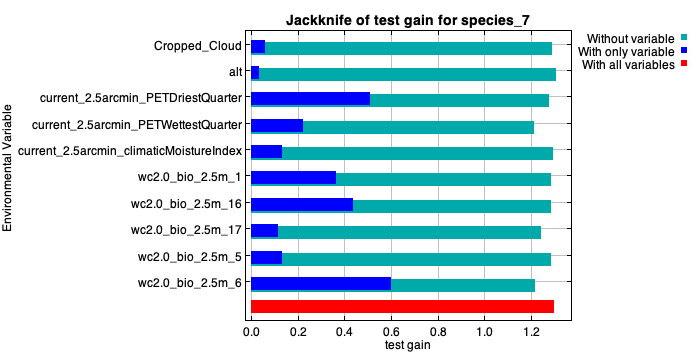 Jackknife of test gain for species_7
Without variable
With only variable
With all variables
Environmental Variable
Cropped_Cloud
alt
current_2.5arcmin_PETDriestQuarter
current_2.5arcmin_PETWettestQuarter
current_2.5arcmin_climaticMoistureIndex
wc2.0_bio_2.5m_1
wc2.0_bio_2.5m_16
wc2.0_bio_2.5m_17
wc2.0_bio_2.5m_5
wc2.0_bio_2.5m_6
0.0 0.2 0.4 0.6 0.8 1.0 1.2
test gain